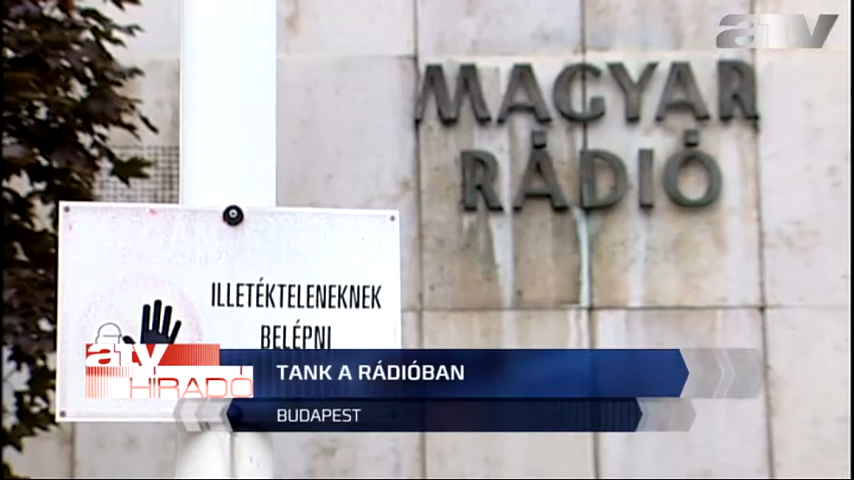 atv
MAGYAR
RÁDIÓ
ILLETÉKTELENEKNEK
BELÉPNI
atv
HÍRADÓ
TANK A RÁDIÓBAN
BUDAPEST